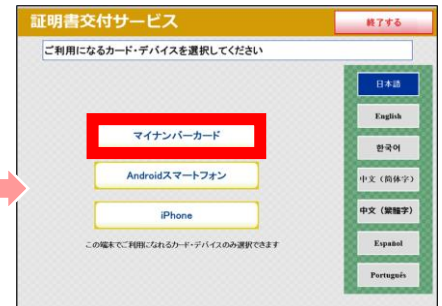 証明書交付サービス
終了する
ご利用になるカード・デバイスを選択してください
マイナンバーカード
Androidスマートフォン
iPhone
この端末でご利用になれるカード・デバイスのみ選択できます
日本語
English
한국어
中文（简体字）
中文（繁體字）
Español
Português